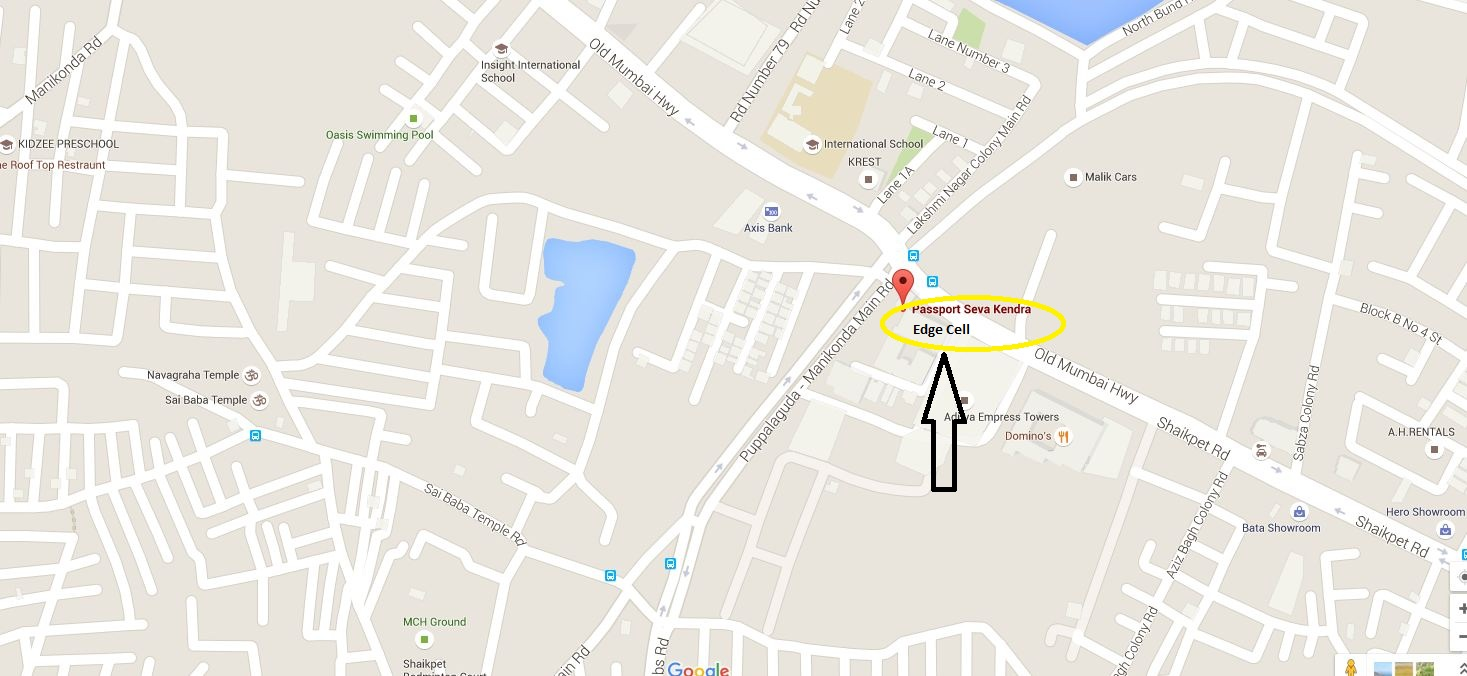 Manikonda Rd
Insight International
School
Old Mumbai Hwy
Rd Number 79
Lane 2
Lane Number 3
North Bund
Lane 2
Lane 1
Oasis Swimming Pool
KIDZEE PRESCHOOL
Roof Top Restraunt
International School
KREST
Lane 1A
Lakshmi Nagar Colony Main Rd
Malik Cars
Axis Bank
Passport Seva Kendra
Edge Cell
Puppalaguda - Manikonda Main Rd
Old Mumbai Hwy
Block B No 4 St
Navagraha Temple
Sai Baba Temple
Aditya Empress Towers
Domino's
Shaikpet Rd
Sabza Colony Rd
A.H.RENTALS
Sai Baba Temple Rd
Aziz Bagh Colony Rd
Bata Showroom
Hero Showroom
Shaikpet Rd
MCH Ground
Shaikpet
Badminton Court
Colony Rd
Google